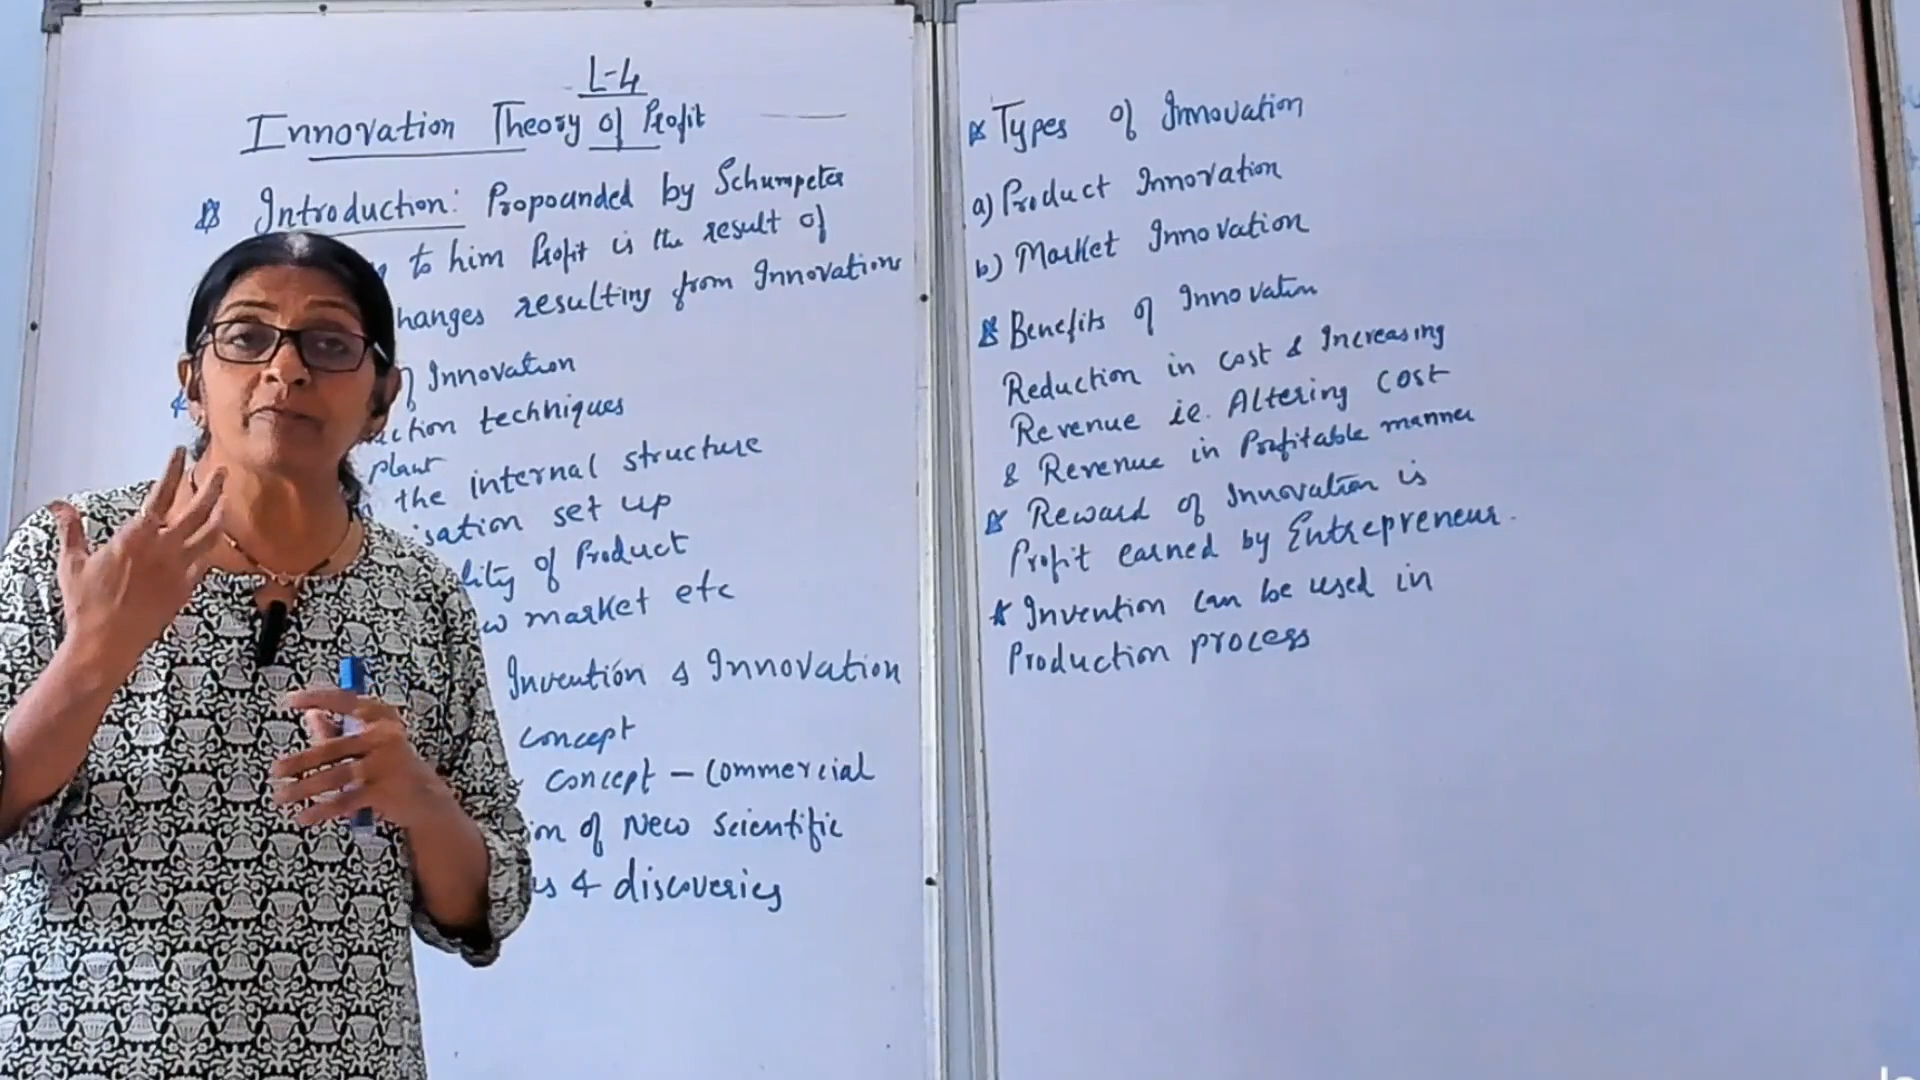 L-4
Innovation Theory of Profit
Introduction: Propounded by Schumpeter
to him Profit is the result of
hanges resulting from Innovations
Innovation
ction techniques
plant
the internal structure
sation set up
lity of Product
w market etc
Invention & Innovation
concept
concept - commercial
on of New scientific
s & discoveries
Types of Innovation
a) Product Innovation
b) Market Innovation
Benefits of Innovation
Reduction in cost & Increasing
Revenue ie. Altering cost
& Revenue in Profitable manner
Reward of Innovation is
Profit earned by Entrepreneur.
Invention can be used in
Production process